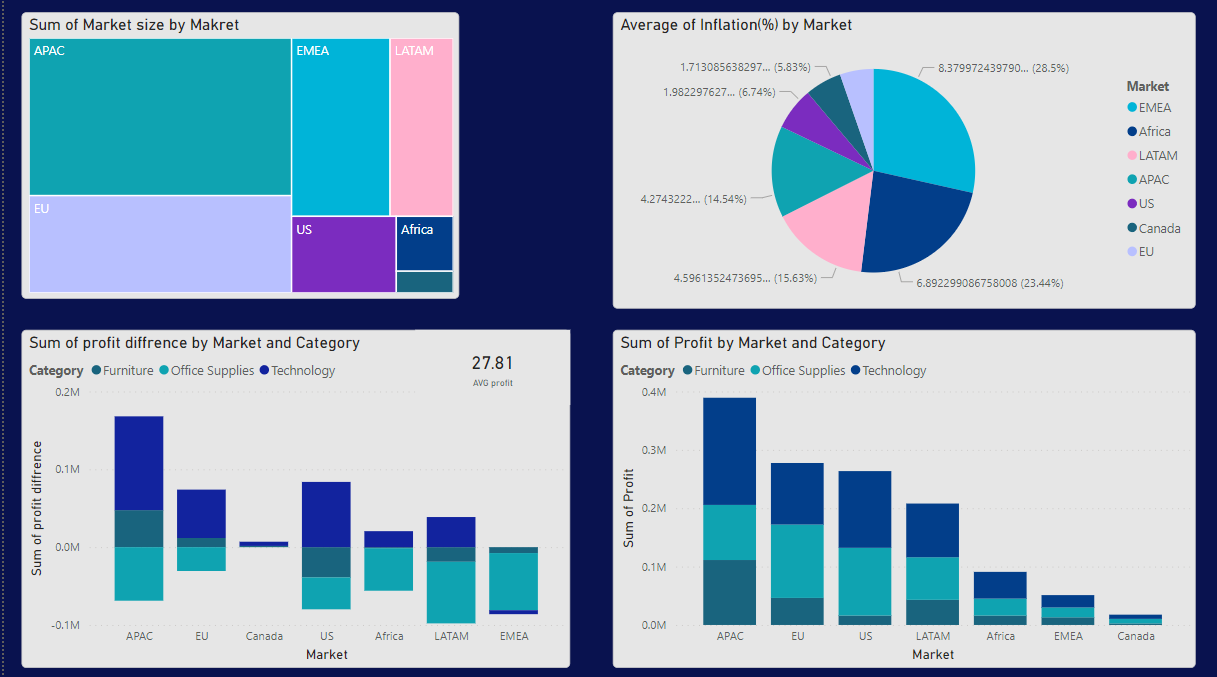 Sum of Market size by Makret
APAC
EMEA
LATAM
EU
US
Africa
Average of Inflation(%) by Market
1.713085638297... (5.83%)
8.379972439790... (28.5%)
1.982297627... (6.74%)
4.2743222... (14.54%)
4.5961352473695... (15.63%)
6.892299086758008 (23.44%)
Market
EMEA
Africa
LATAM
APAC
US
Canada
EU
Sum of profit diffrence by Market and Category
27.81
AVG profit
Category Furniture Office Supplies Technology
0.2M
0.1M
0.0M
-0.1M
Sum of profit diffrence
APAC EU Canada US Africa LATAM EMEA
Market
Sum of Profit by Market and Category
Category Furniture Office Supplies Technology
0.4M
0.3M
0.2M
0.1M
0.0M
Sum of Profit
APAC EU US LATAM Africa EMEA Canada
Market